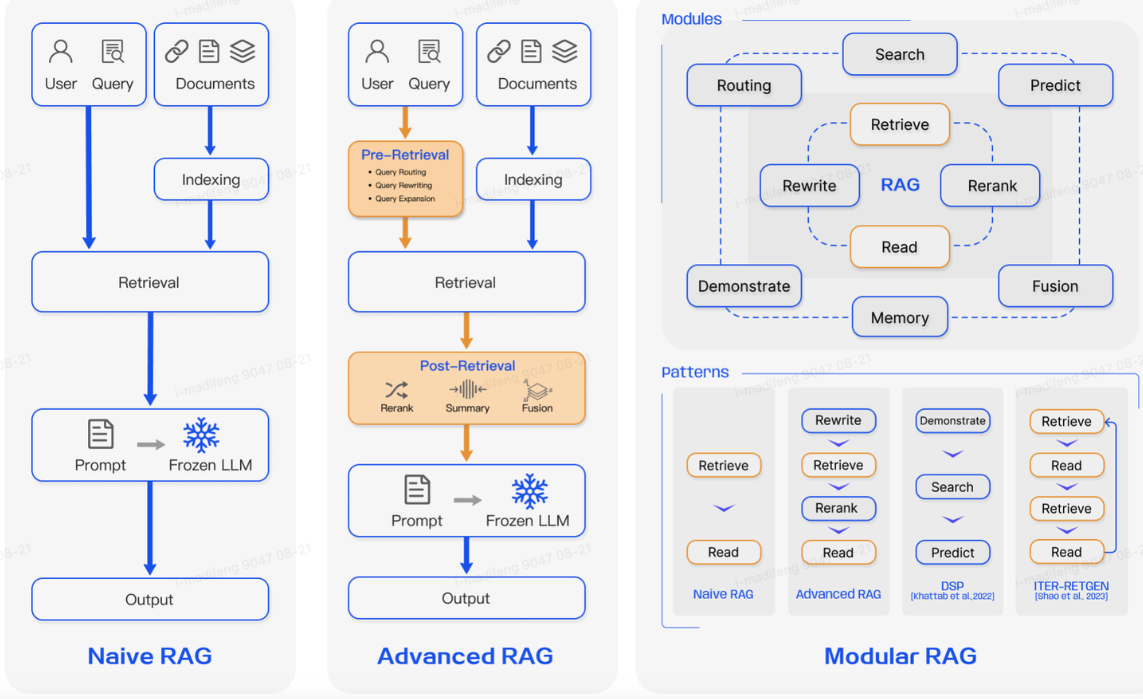 User
Query
Documents
Indexing
Retrieval
Prompt
Frozen LLM
Output
Naive RAG
User
Query
Documents
Pre-Retrieval
• Query Routing
• Query Rewriting
• Query Expansion
Indexing
Retrieval
Post-Retrieval
Rerank
Summary
Fusion
Prompt
Frozen LLM
Output
Advanced RAG
Modules
Search
Routing
Predict
Retrieve
Rewrite
RAG
Rerank
Read
Demonstrate
Fusion
Memory
Patterns
Retrieve
Read
Naive RAG
Rewrite
Retrieve
Rerank
Read
Advanced RAG
Demonstrate
Search
Predict
DSP
[Khattab et al.,2022]
Retrieve
Read
Retrieve
Read
ITER-RETGEN
[Shao et al., 2023]
Modular RAG
i-madifeng 9047 08-21